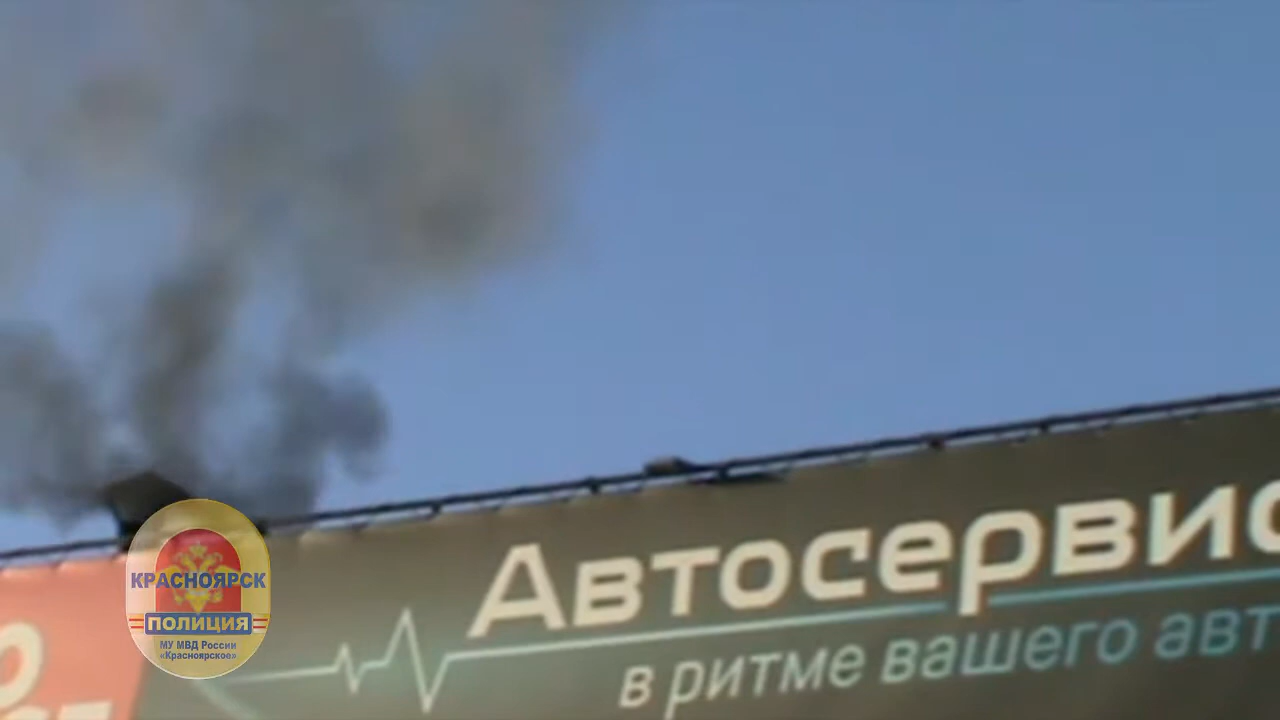 Автосервис
в ритме вашего авт
КРАСНОЯРСК
ПОЛИЦИЯ
МУ МВД России
«Красноярское»